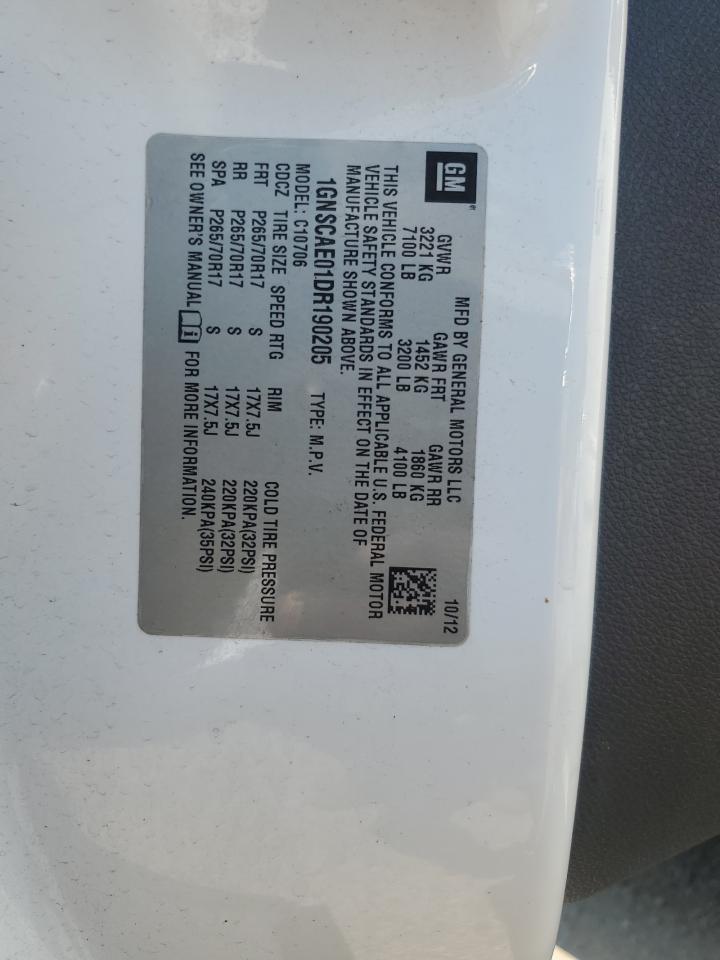 GM
MFD BY GENERAL MOTORS LLC 10/12
GVWR GAWR FRT GAWR RR
3221 KG 1452 KG 1860 KG
7100 LB 3200 LB 4100 LB
THIS VEHICLE CONFORMS TO ALL APPLICABLE U.S. FEDERAL MOTOR
VEHICLE SAFETY STANDARDS IN EFFECT ON THE DATE OF
MANUFACTURE SHOWN ABOVE.
1GNSCAE01DR190205 TYPE: M.P.V.
MODEL: C10706
CDCZ TIRE SIZE SPEED RTG RIM COLD TIRE PRESSURE
FRT P265/70R17 S 17X7.5J 220KPA(32PSI)
RR P265/70R17 S 17X7.5J 220KPA(32PSI)
SPA P265/70R17 S 17X7.5J 240KPA(35PSI)
SEE OWNER'S MANUAL i FOR MORE INFORMATION.